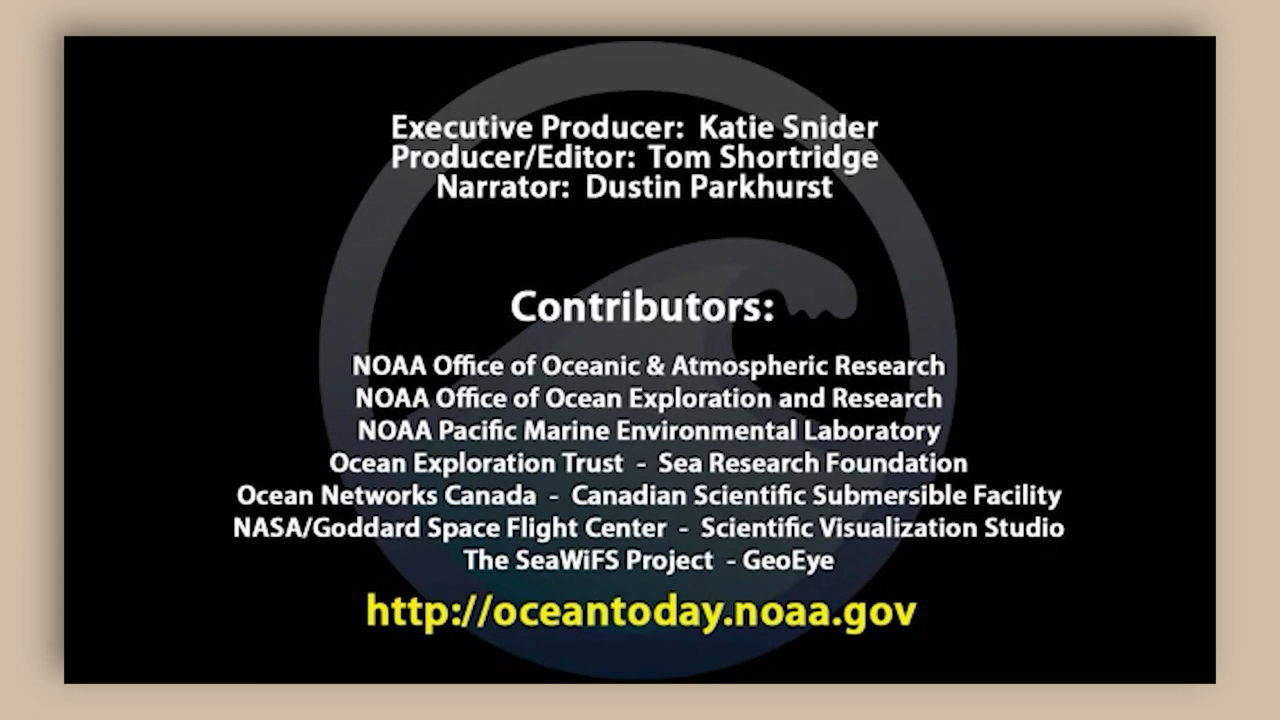 Executive Producer: Katie Snider
Producer/Editor: Tom Shortridge
Narrator: Dustin Parkhurst
Contributors:
NOAA Office of Oceanic & Atmospheric Research
NOAA Office of Ocean Exploration and Research
NOAA Pacific Marine Environmental Laboratory
Ocean Exploration Trust - Sea Research Foundation
Ocean Networks Canada - Canadian Scientific Submersible Facility
NASA/Goddard Space Flight Center - Scientific Visualization Studio
The SeaWiFS Project - GeoEye
http://oceantoday.noaa.gov